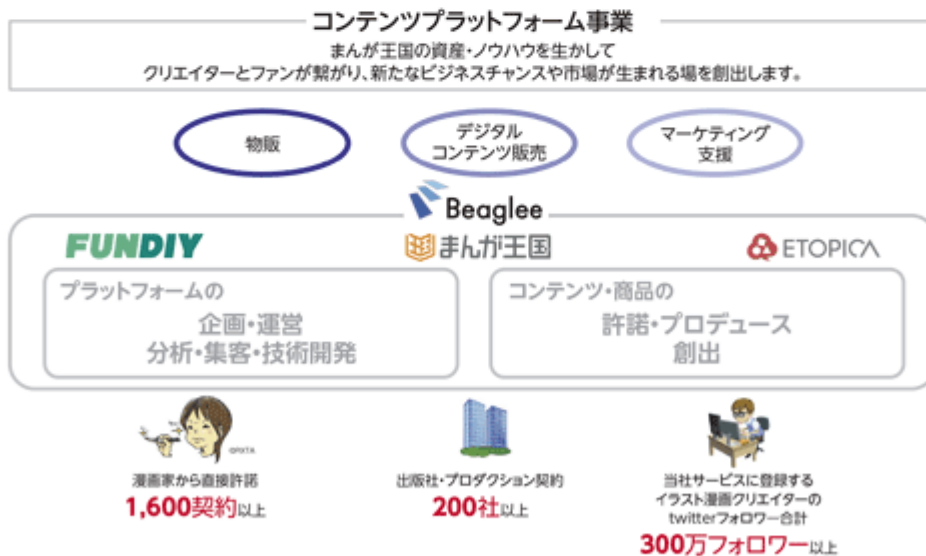 コンテンツプラットフォーム事業
まんが王国の資産・ノウハウを生かして
クリエイターとファンが繋がり、新たなビジネスチャンスや市場が生まれる場を創出します。
物販
デジタル
コンテンツ販売
マーケティング
支援
Beaglee
FUNDIY
まんが王国
ETOPICA
プラットフォームの
企画・運営
分析・集客・技術開発
コンテンツ・商品の
許諾・プロデュース
創出
©PIXTA
漫画家から直接許諾
1,600契約以上
出版社・プロダクション契約
200社以上
当社サービスに登録する
イラスト漫画クリエイターの
twitterフォロワー合計
300万フォロワー以上